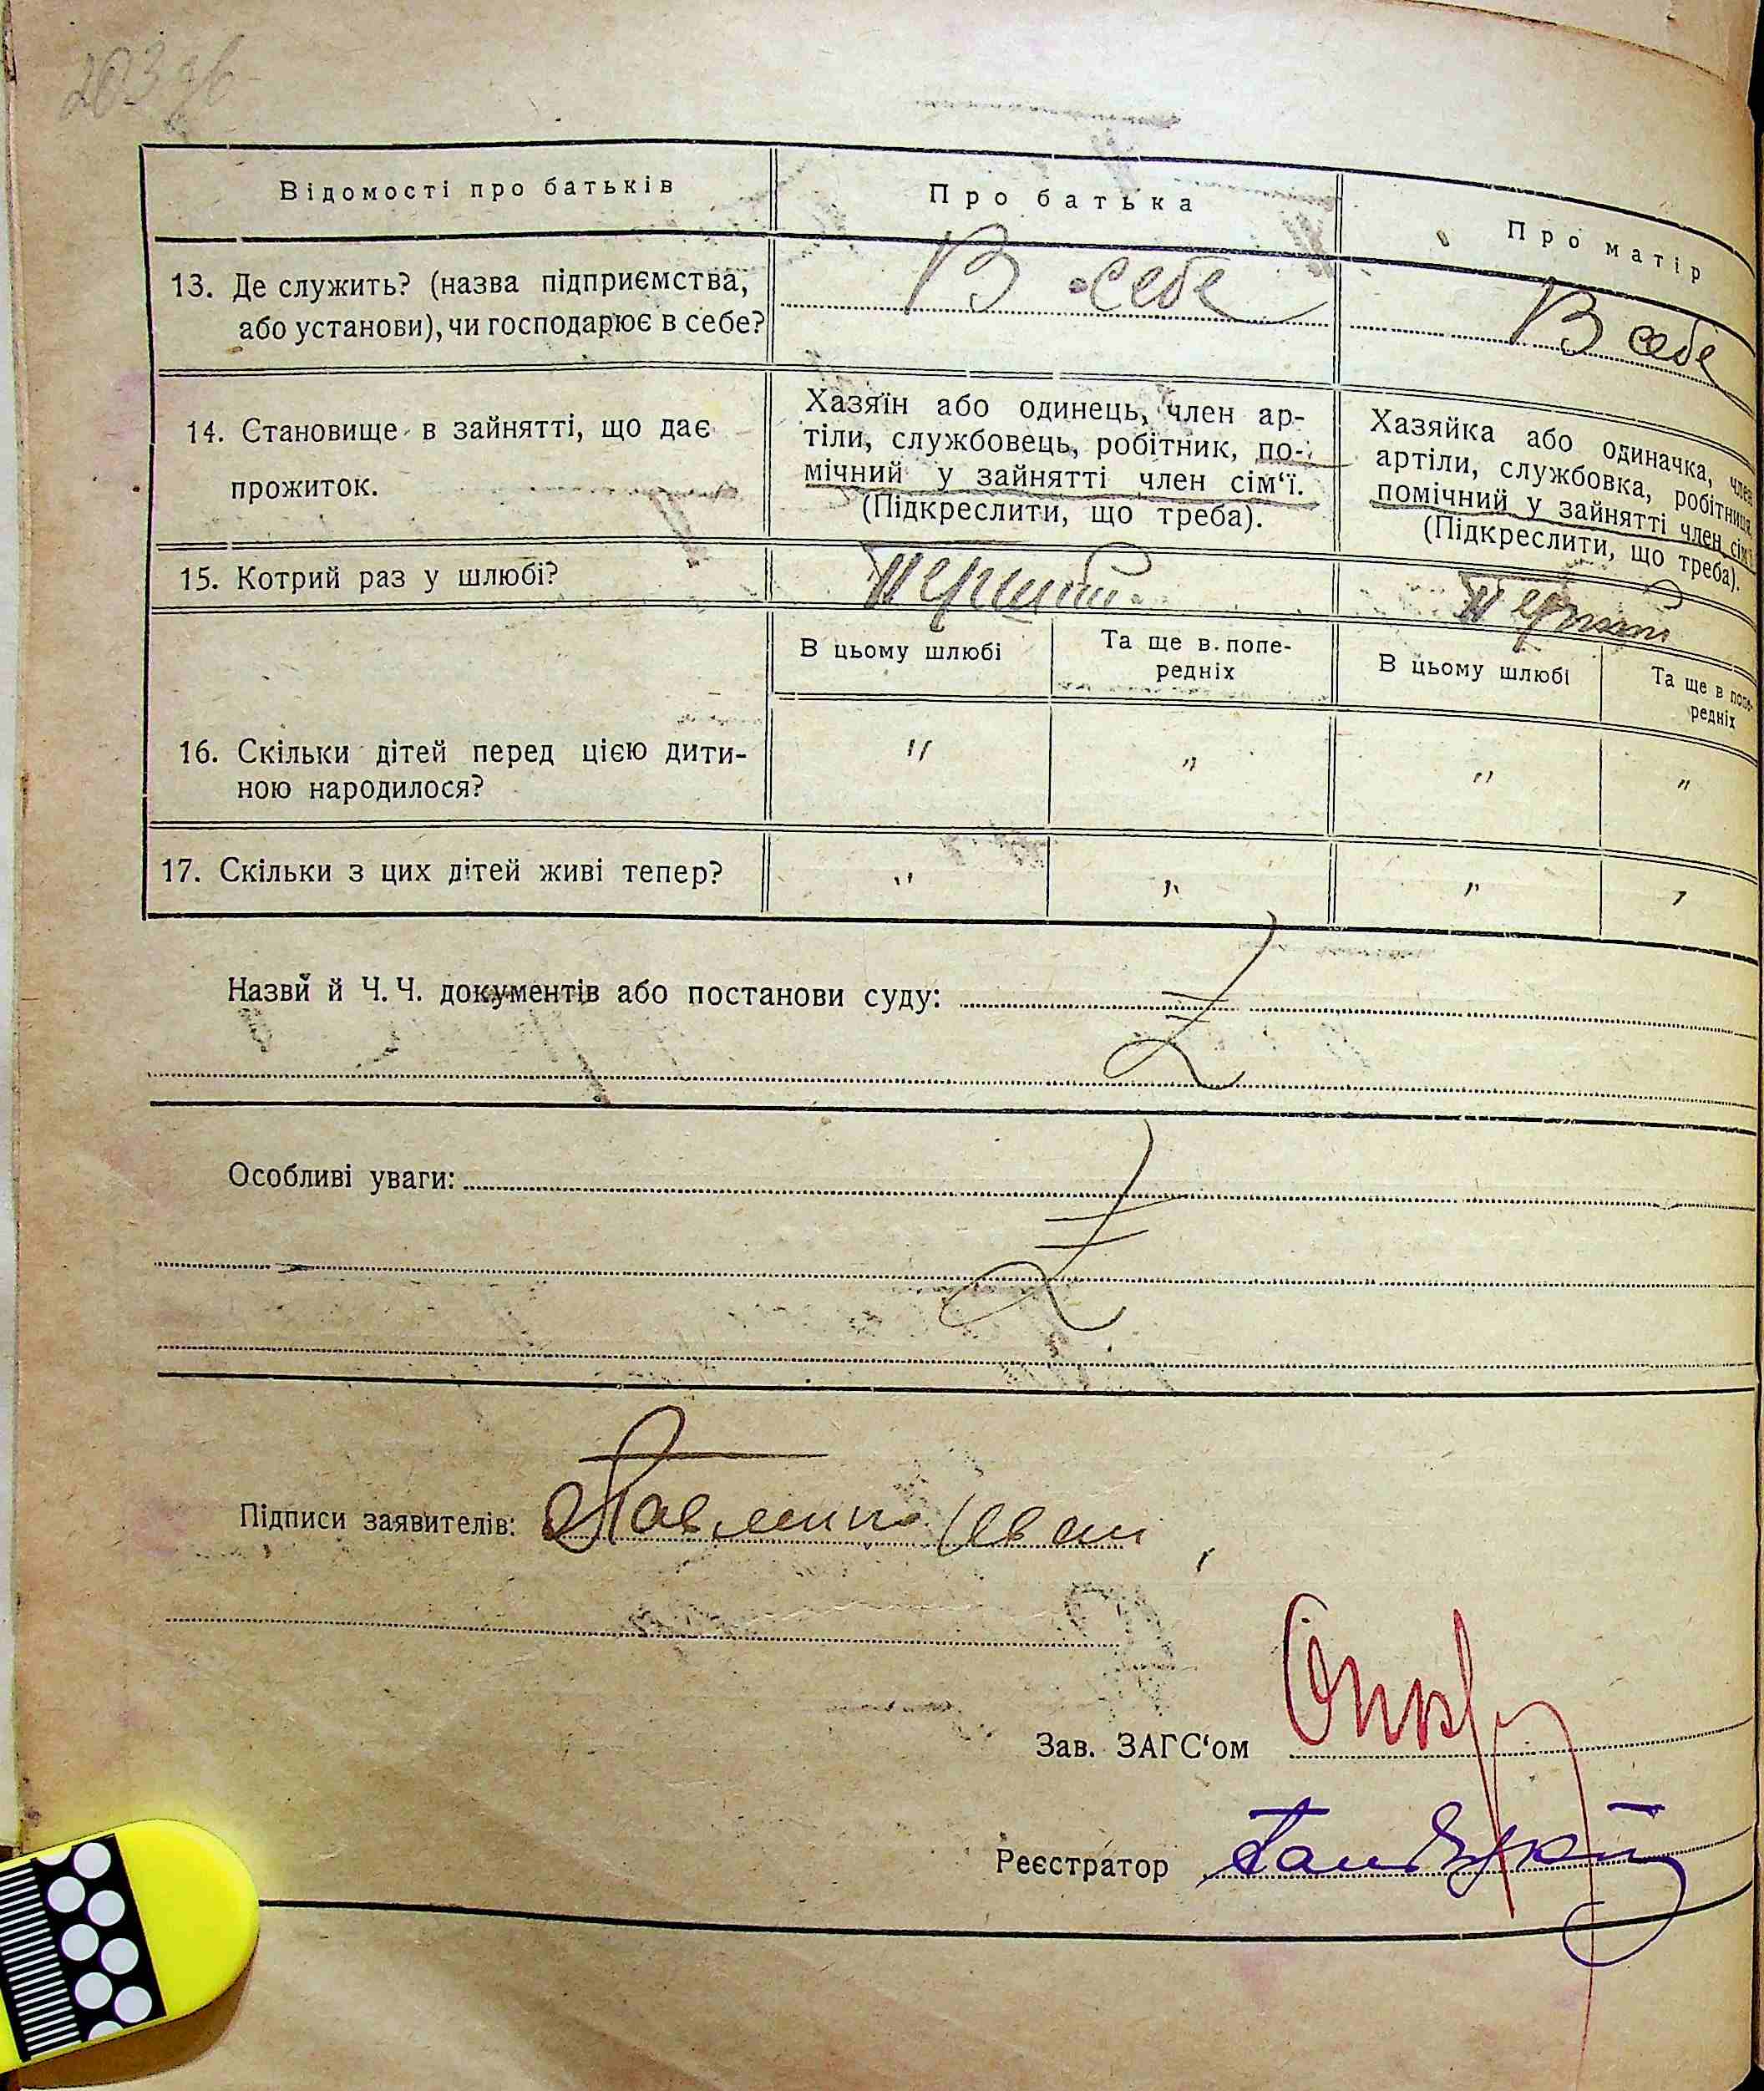 203 зв
Відомості про батьків
Про батька
Про матір
13. Де служить? (назва підприємства,
або установи), чи господарює в себе?
В себе
В себе
14. Становище в зайнятті, що дає
прожиток.
Хазяїн або одинець, член ар-
тіли, службовець, робітник, по-
мічний у зайнятті член сім‘ї.
(Підкреслити, що треба).
Хазяйка або одиначка, член
артіли, службовка, робітниця,
помічний у зайнятті член сім‘ї
(Підкреслити, що треба).
15. Котрий раз у шлюбі?
Перший
Перший
В цьому шлюбі
Та ще в попе-
редніх
В цьому шлюбі
Та ще в попе-
редніх
16. Скільки дітей перед цією дити-
ною народилося?
" " " "
17. Скільки з цих дітей живі тепер?
" " "
Назви й Ч. Ч. документів або постанови суду:
Особливі уваги:
Підписи заявителів: Іван
Зав. ЗАГС‘ом
Реєстратор